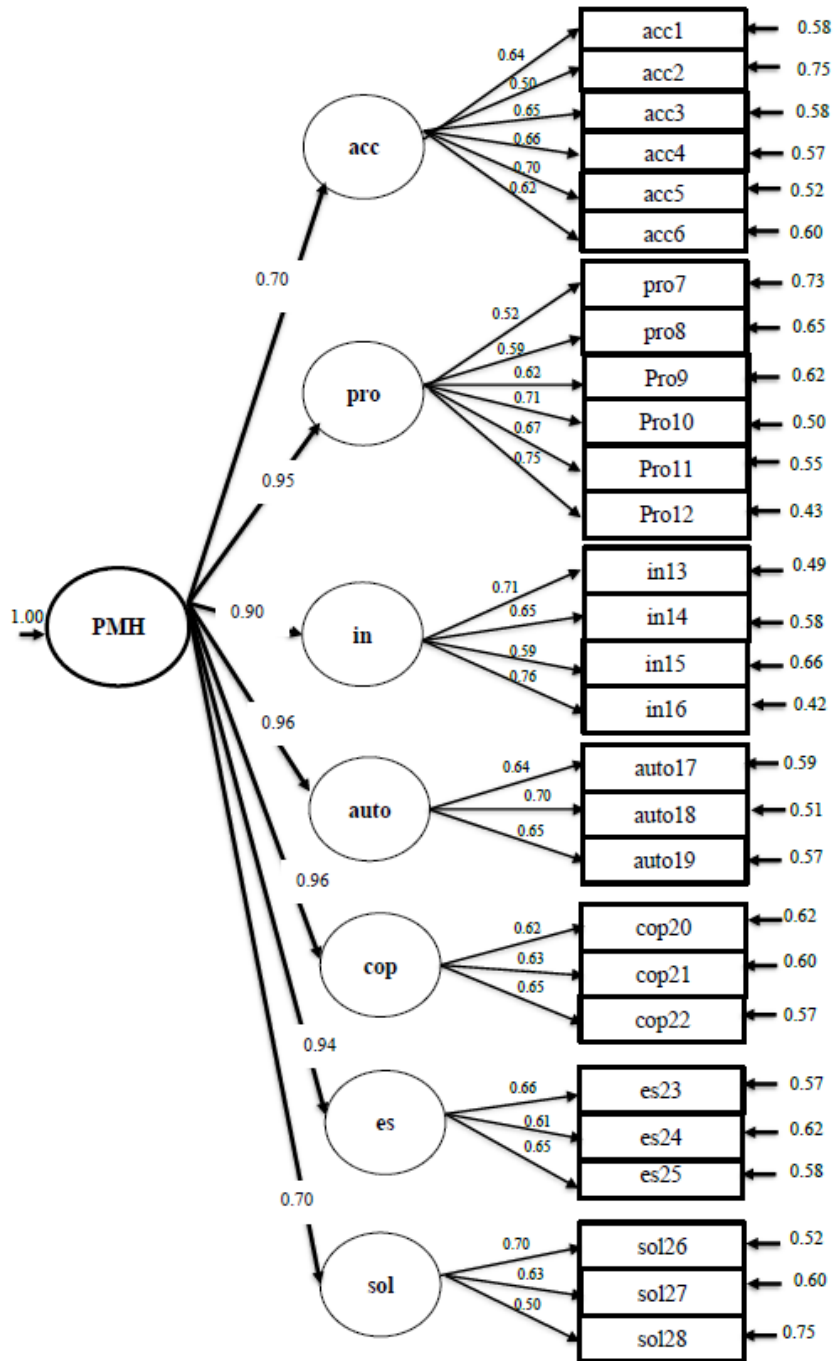 acc1
0.58
0.64
acc2
0.75
0.50
acc3
0.58
0.65
acc
acc4
0.57
0.66
0.70
acc5
0.52
0.62
acc6
0.60
0.70
pro7
0.73
0.52
pro8
0.65
0.59
Pro9
0.62
0.62
pro
Pro10
0.50
0.71
0.67
Pro11
0.55
0.75
0.95
Pro12
0.43
in13
0.49
0.71
1.00
PMH
0.90
in
in14
0.58
0.65
0.59
in15
0.66
0.76
in16
0.42
0.96
auto17
0.59
0.64
auto
0.70
auto18
0.51
0.65
auto19
0.57
0.96
cop20
0.62
0.62
cop
0.63
cop21
0.60
0.65
cop22
0.57
0.94
es23
0.57
0.66
es
0.61
es24
0.62
0.65
es25
0.58
0.70
sol26
0.52
0.70
sol
0.63
sol27
0.60
0.50
sol28
0.75